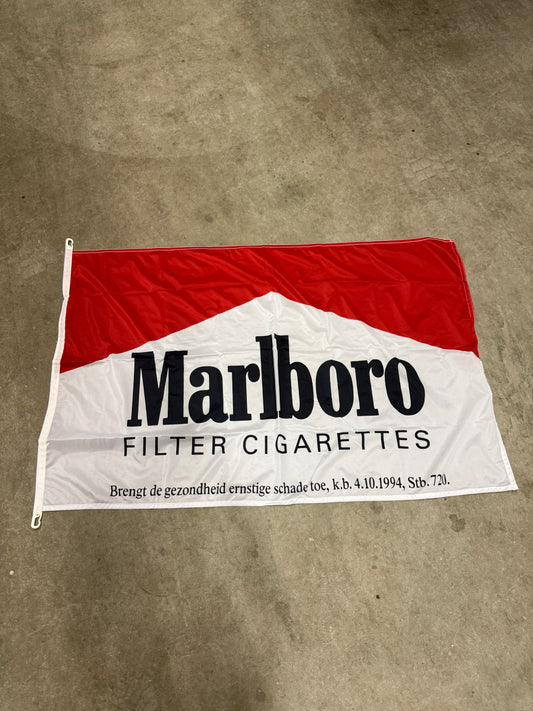 Marlboro
FILTER CIGARETTES
Brengt de gezondheid ernstige schade toe, k.b. 4.10.1994, Stb. 720.